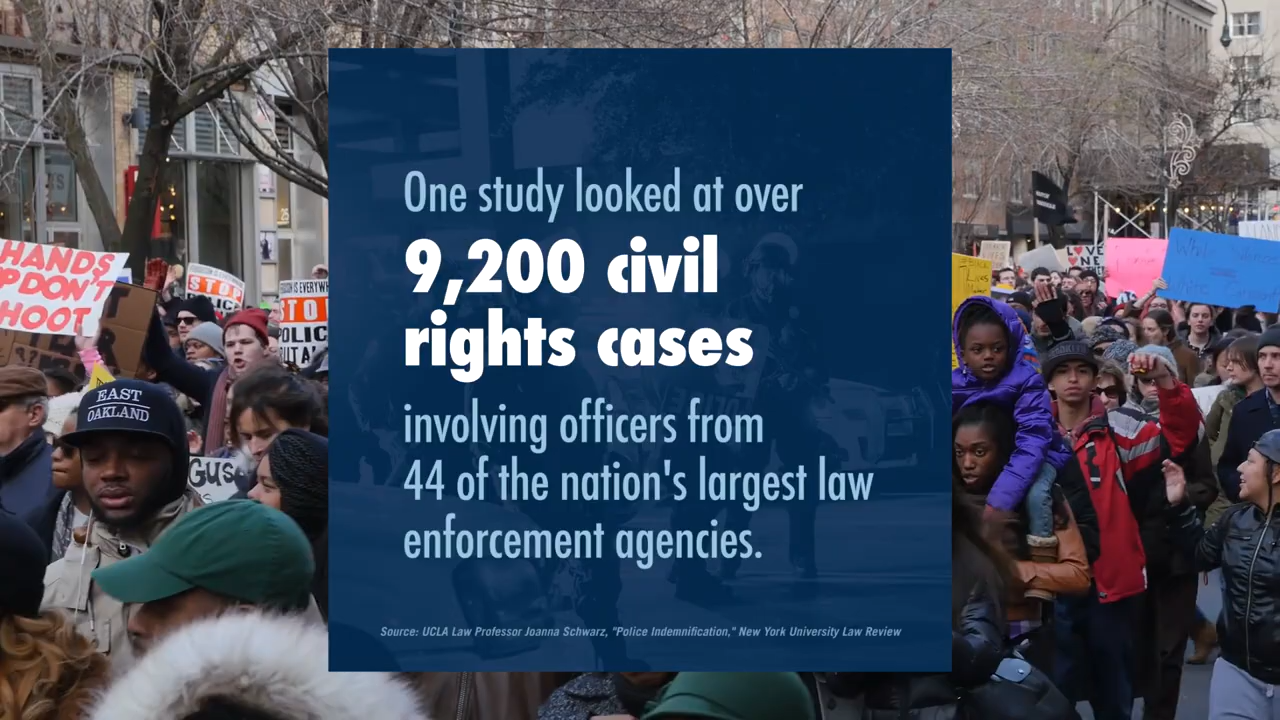 One study looked at over
9,200 civil
rights cases
involving officers from
44 of the nation's largest law
enforcement agencies.
Source: UCLA Law Professor Joanna Schwarz, "Police Indemnification," New York University Law Review
HANDS
DON'T
HOOT
STOP
EAST
OAKLAND